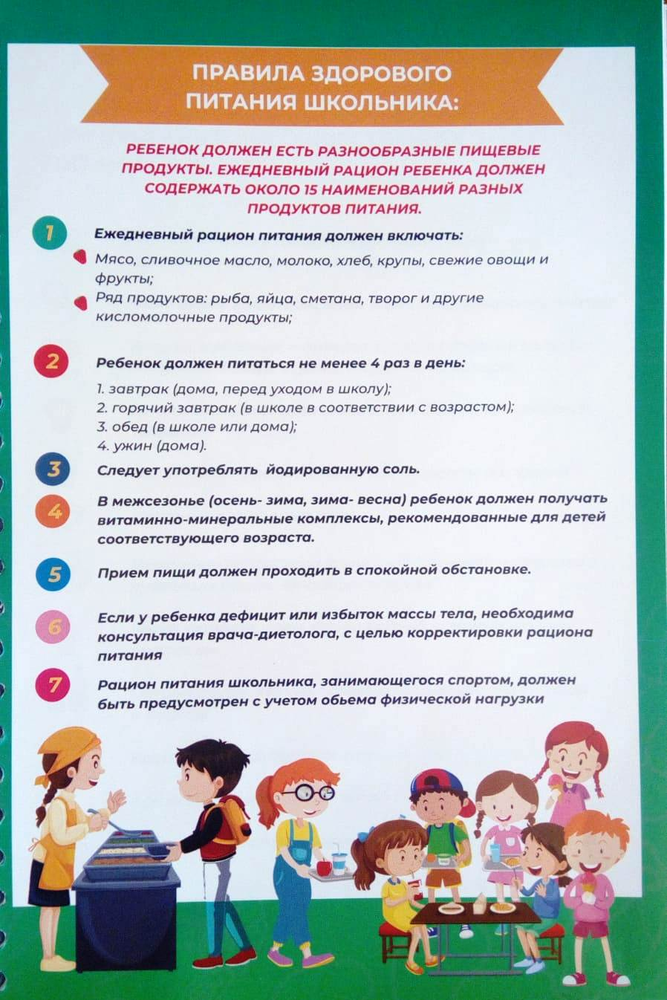 ПРАВИЛА ЗДОРОВОГО
ПИТАНИЯ ШКОЛЬНИКА:
РЕБЕНОК ДОЛЖЕН ЕСТЬ РАЗНООБРАЗНЫЕ ПИЩЕВЫЕ
ПРОДУКТЫ. ЕЖЕДНЕВНЫЙ РАЦИОН РЕБЕНКА ДОЛЖЕН
СОДЕРЖАТЬ ОКОЛО 15 НАИМЕНОВАНИЙ РАЗНЫХ
ПРОДУКТОВ ПИТАНИЯ.
1 Ежедневный рацион питания должен включать:
Мясо, сливочное масло, молоко, хлеб, крупы, свежие овощи и
фрукты;
Ряд продуктов: рыба, яйца, сметана, творог и другие
кисломолочные продукты;
2 Ребенок должен питаться не менее 4 раз в день:
1. завтрак (дома, перед уходом в школу);
2. горячий завтрак (в школе в соответствии с возрастом);
3. обед (в школе или дома);
4. ужин (дома).
3 Следует употреблять йодированную соль.
4 В межсезонье (осень- зима, зима- весна) ребенок должен получать
витаминно-минеральные комплексы, рекомендованные для детей
соответствующего возраста.
5 Прием пищи должен проходить в спокойной обстановке.
6 Если у ребенка дефицит или избыток массы тела, необходима
консультация врача-диетолога, с целью корректировки рациона
питания
7 Рацион питания школьника, занимающегося спортом, должен
быть предусмотрен с учетом обьема физической нагрузки